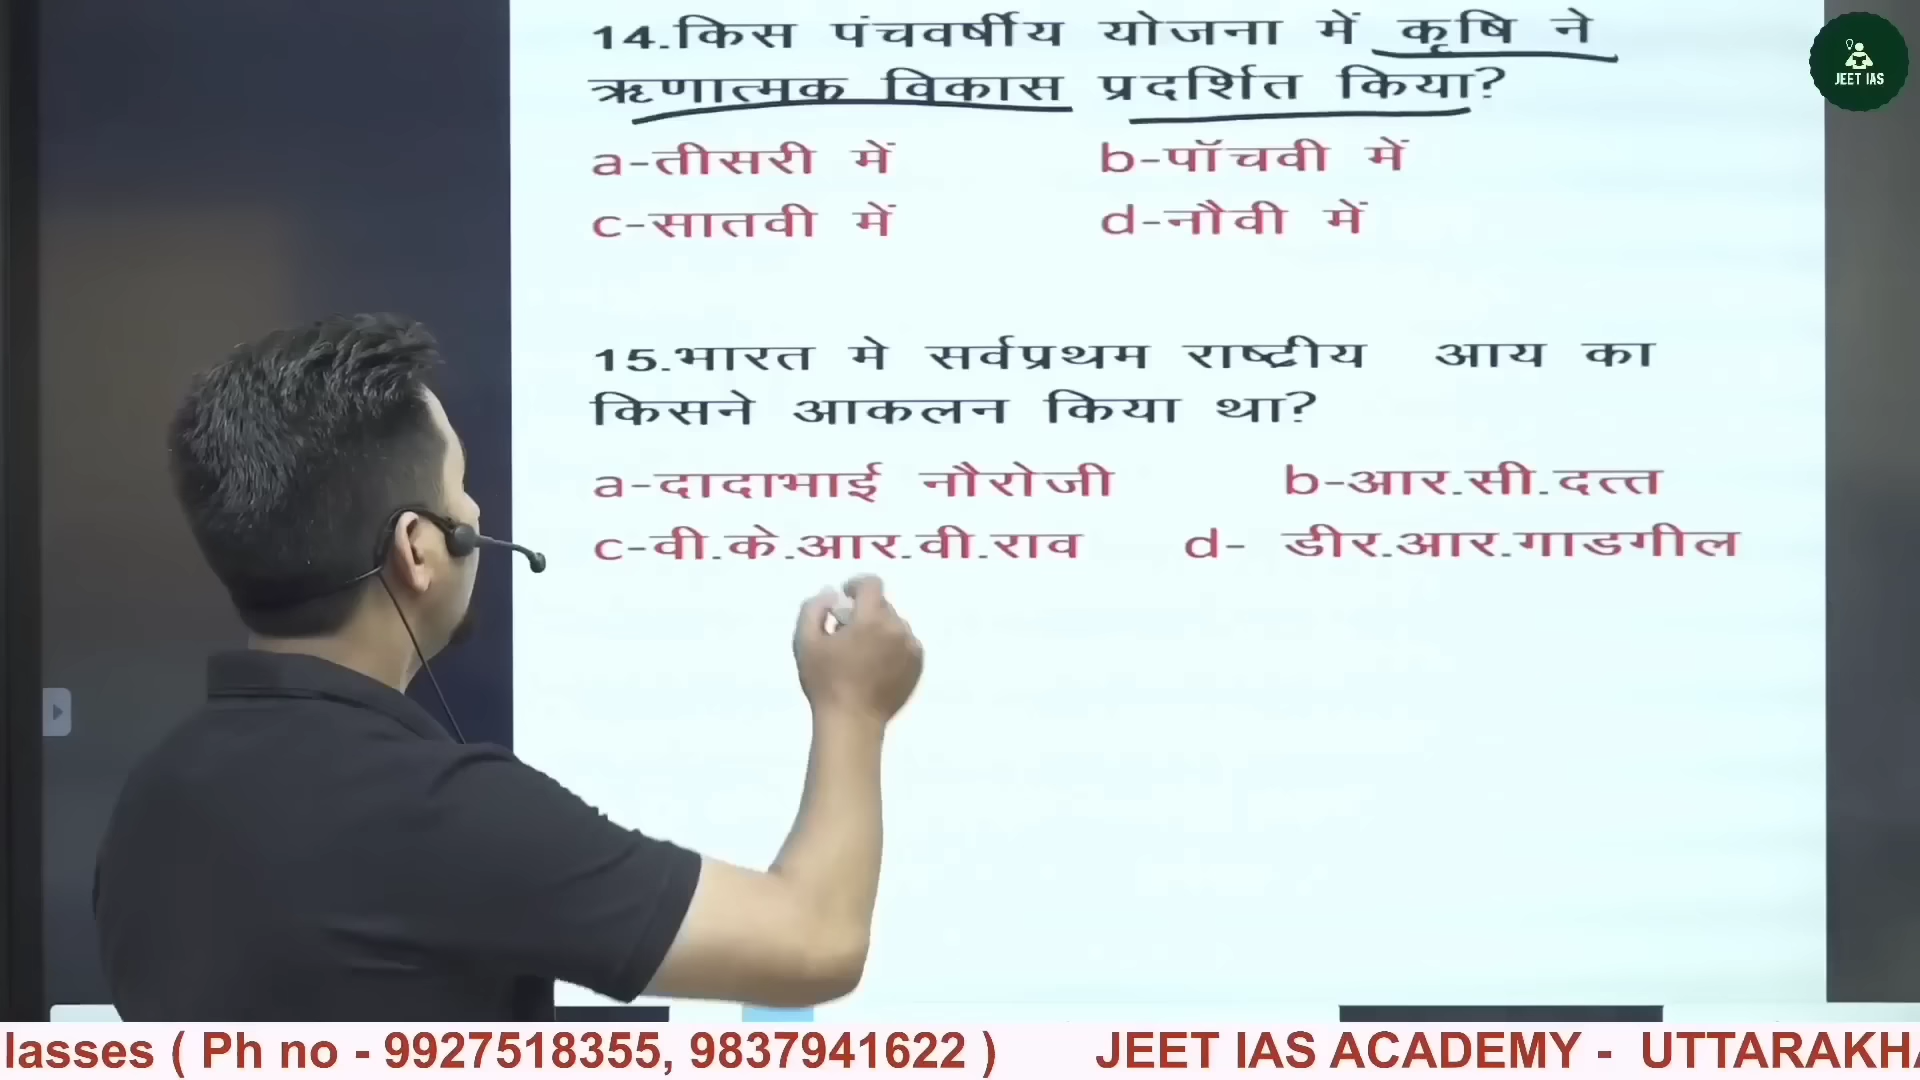 14.किस पंचवर्षीय योजना में कृषि ने
ऋणात्मक विकास प्रदर्शित किया?
a-तीसरी में b-पॉचवी में
c-सातवी में d-नौवी में
JEET IAS
15.भारत मे सर्वप्रथम राष्ट्रीय आय का
किसने आकलन किया था?
a-दादाभाई नौरोजी b-आर.सी.दत्त
c-वी.के.आर.वी.राव d- डीर.आर.गाडगील
lasses ( Ph no - 9927518355, 9837941622 ) JEET IAS ACADEMY - UTTARAKHA